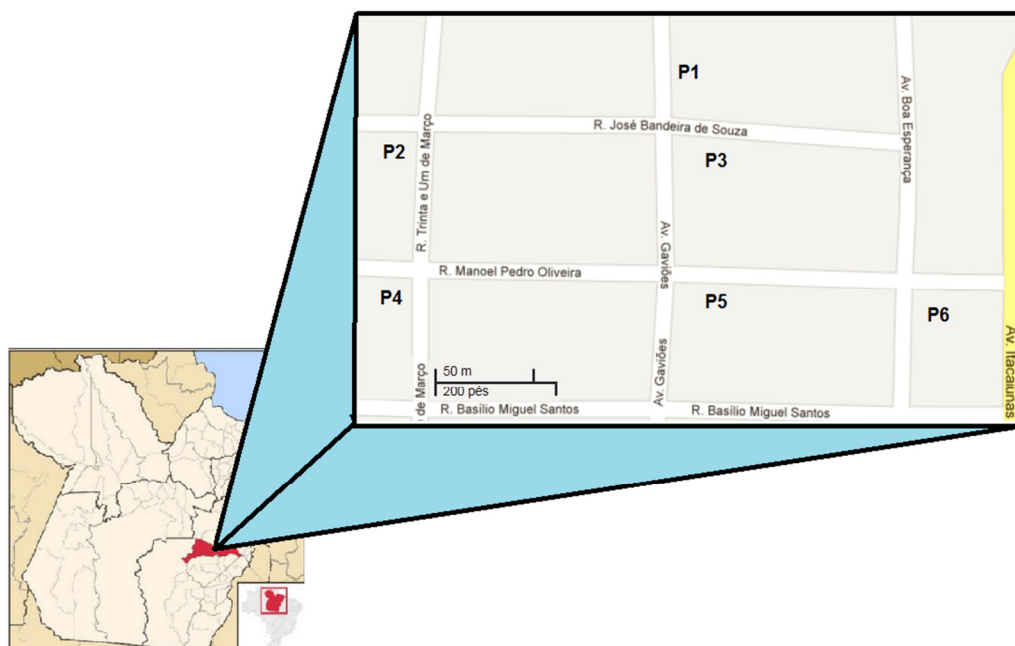 P1
Av. Boa Esperança
R. José Bandeira de Souza
R. Trinta e Um de Março
P2
P3
Av. Gaviões
R. Manoel Pedro Oliveira
P4
P5
P6
Av. Gaviões
50 m
200 pés
de Março
R. Basílio Miguel Santos
R. Basílio Miguel Santos
Av. Itacaiunas